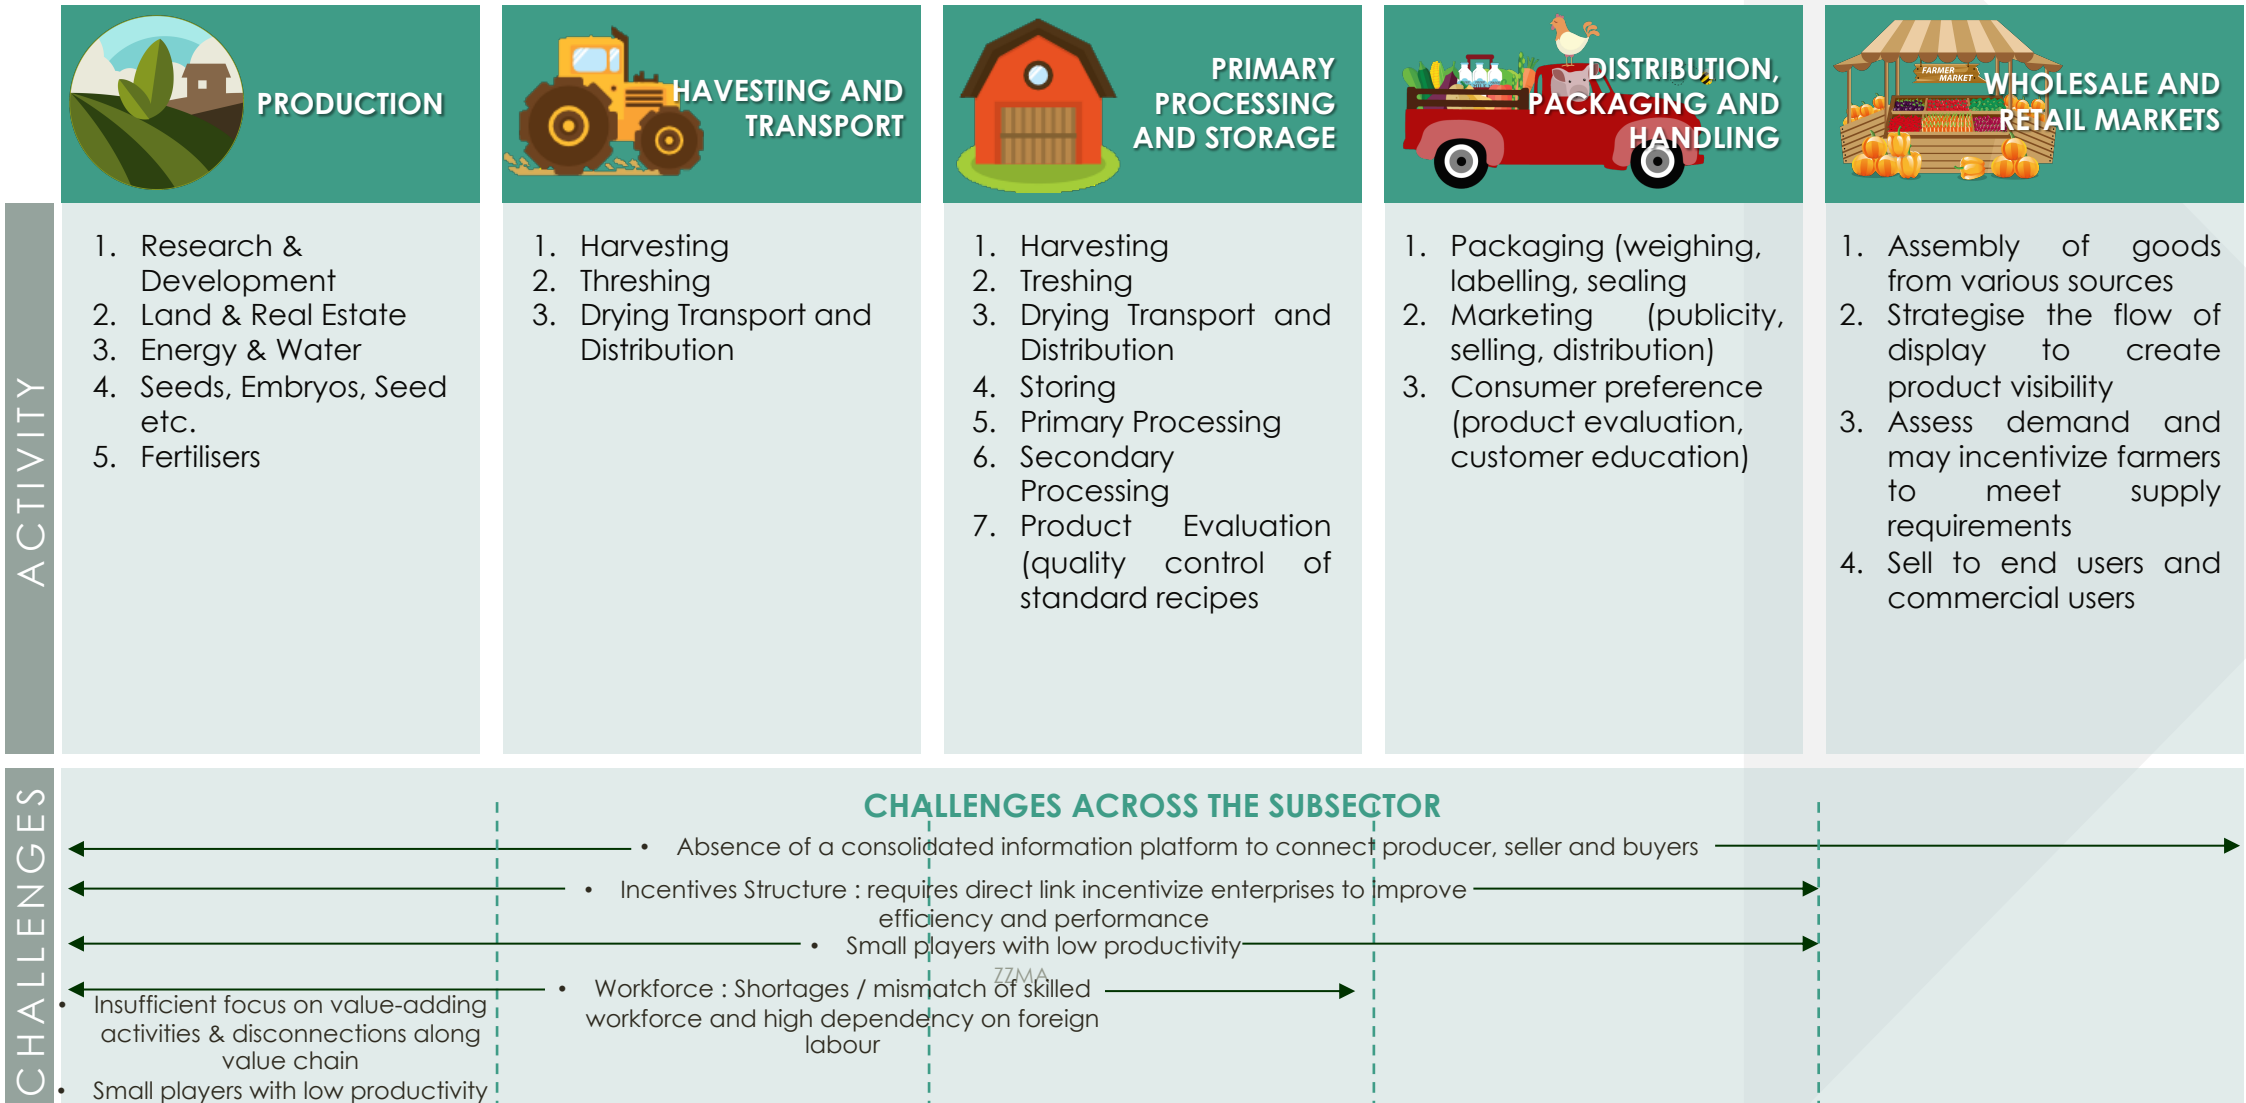 PRODUCTION
HAVESTING AND
TRANSPORT
PRIMARY
PROCESSING
AND STORAGE
DISTRIBUTION,
PACKAGING AND
HANDLING
FARMER
MARKET
WHOLESALE AND
RETAIL MARKETS
ACTIVITY
1. Research &
Development
2. Land & Real Estate
3. Energy & Water
4. Seeds, Embryos, Seed
etc.
5. Fertilisers
1. Harvesting
2. Threshing
3. Drying Transport and
Distribution
1. Harvesting
2. Treshing
3. Drying Transport and
Distribution
4. Storing
5. Primary Processing
6. Secondary
Processing
7. Product Evaluation
(quality control of
standard recipes
1. Packaging (weighing,
labelling, sealing
2. Marketing (publicity,
selling, distribution)
3. Consumer preference
(product evaluation,
customer education)
1. Assembly of goods
from various sources
2. Strategise the flow of
display to create
product visibility
3. Assess demand and
may incentivize farmers
to meet supply
requirements
4. Sell to end users and
commercial users
CHALLENGES
CHALLENGES ACROSS THE SUBSECTOR
• Absence of a consolidated information platform to connect producer, seller and buyers
• Incentives Structure : requires direct link incentivize enterprises to improve
efficiency and performance
• Small players with low productivity
ZZMA
• Workforce : Shortages / mismatch of skilled
workforce and high dependency on foreign
labour
• Insufficient focus on value-adding
activities & disconnections along
value chain
• Small players with low productivity